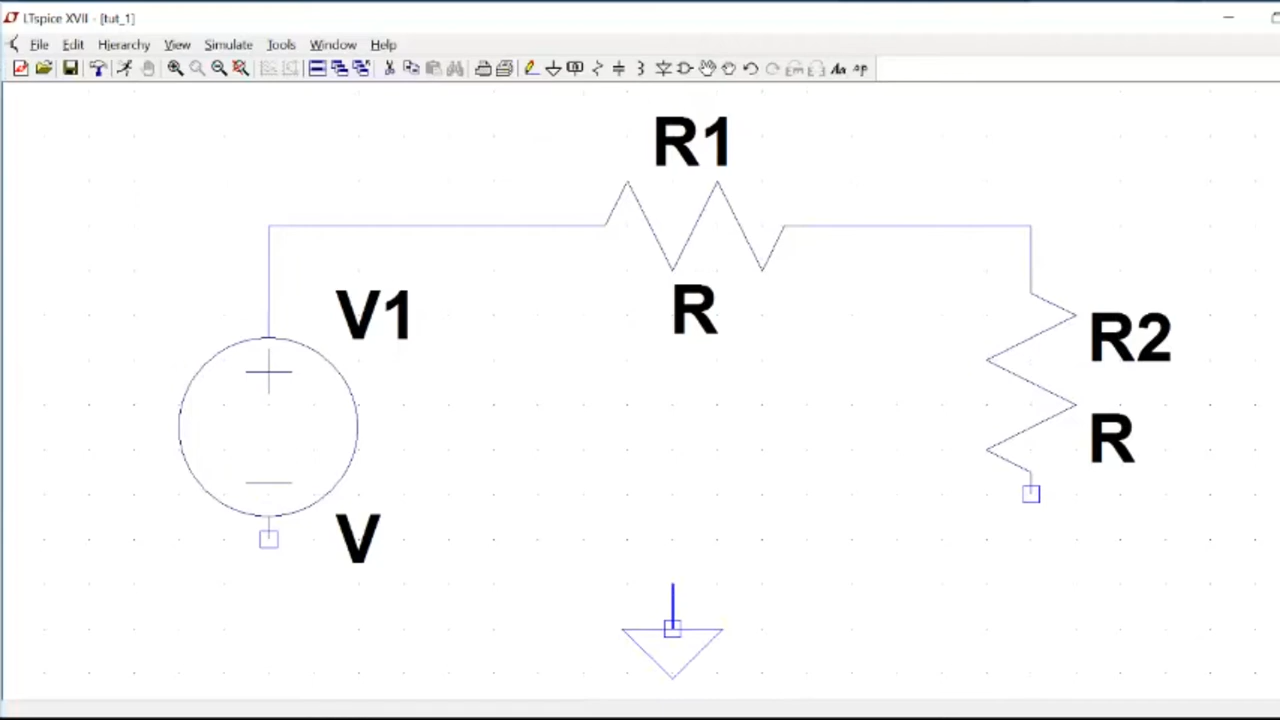 LTspice XVII - [tut_1]
File Edit Hierarchy View Simulate Tools Window Help
R1
R
V1
V
R2
R